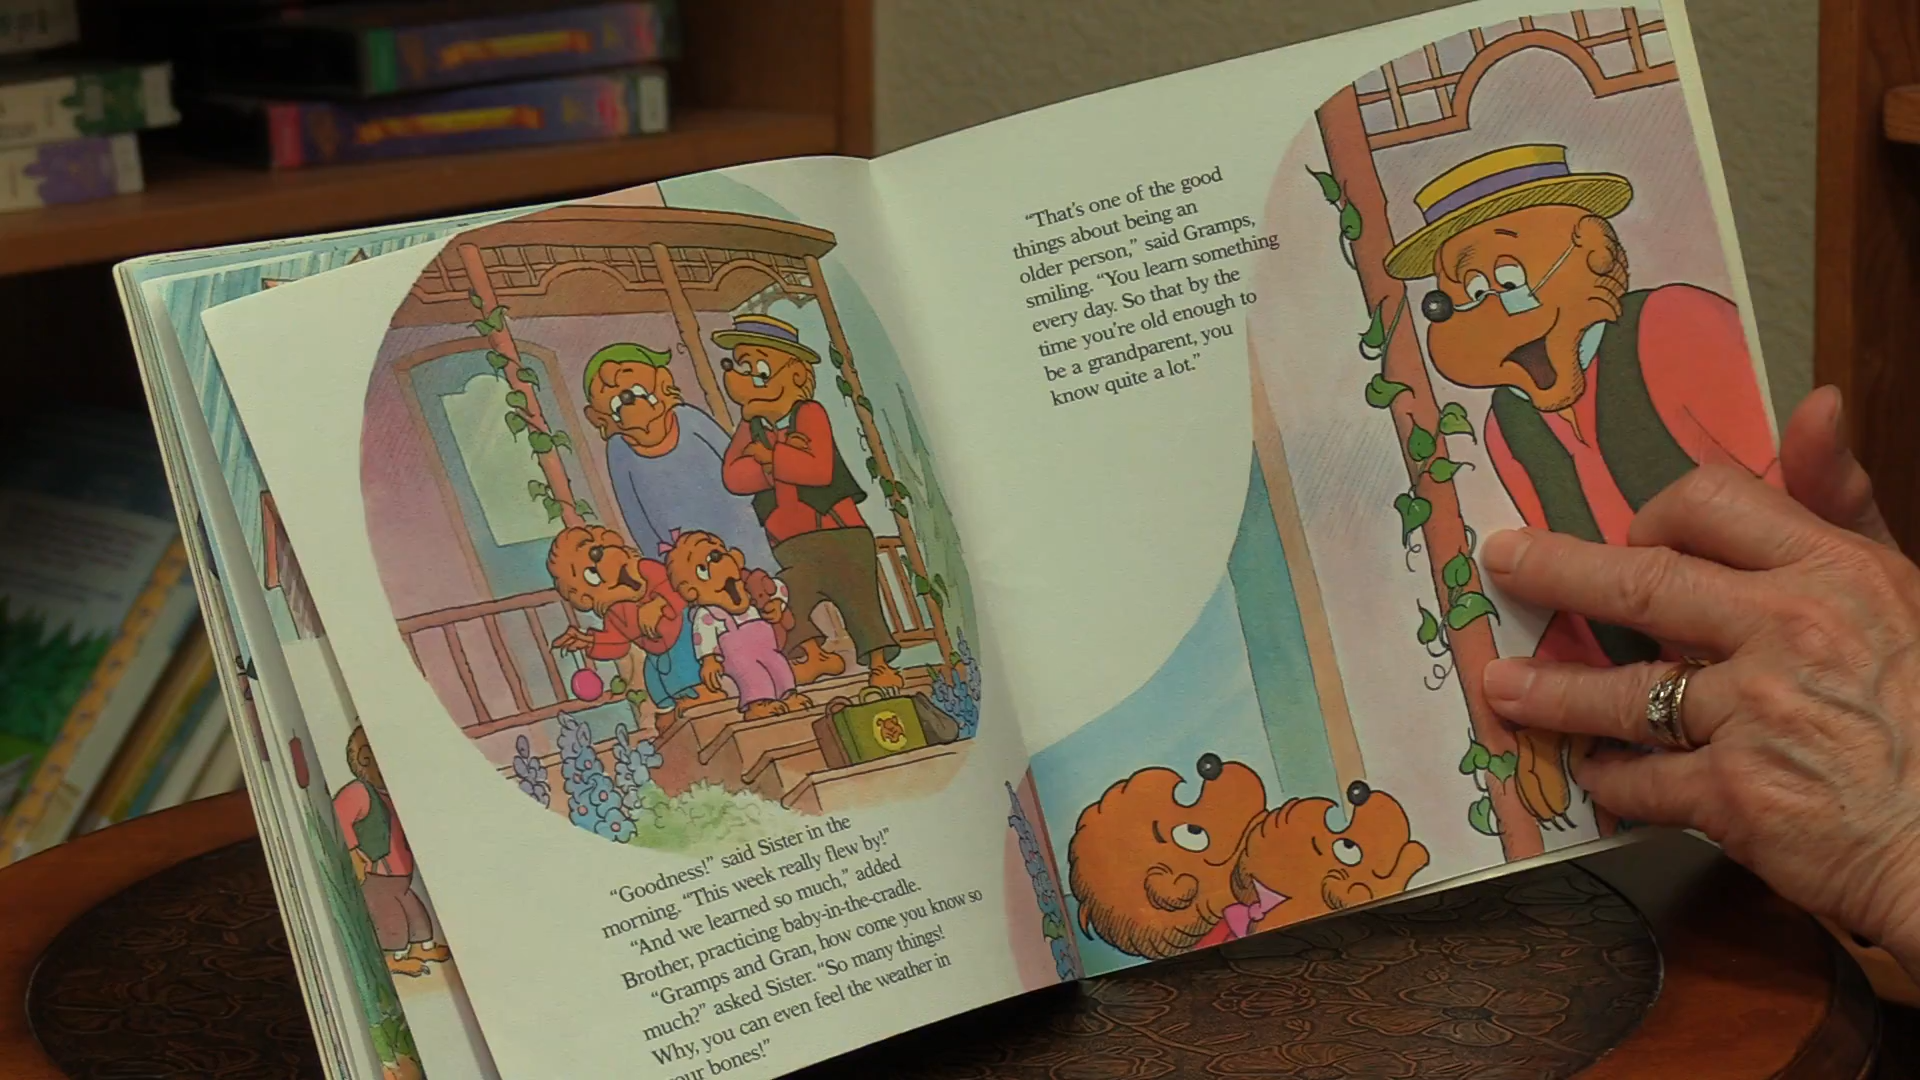 “Goodness!” said Sister in the
morning. “This week really flew by!”
“And we learned so much,” added
Brother, practicing baby-in-the-cradle.
“Gramps and Gran, how come you know so
much?” asked Sister. “So many things!
Why, you can even feel the weather in
your bones!”
“That’s one of the good
things about being an
older person,” said Gramps,
smiling. “You learn something
every day. So that by the
time you’re old enough to
be a grandparent, you
know quite a lot.”